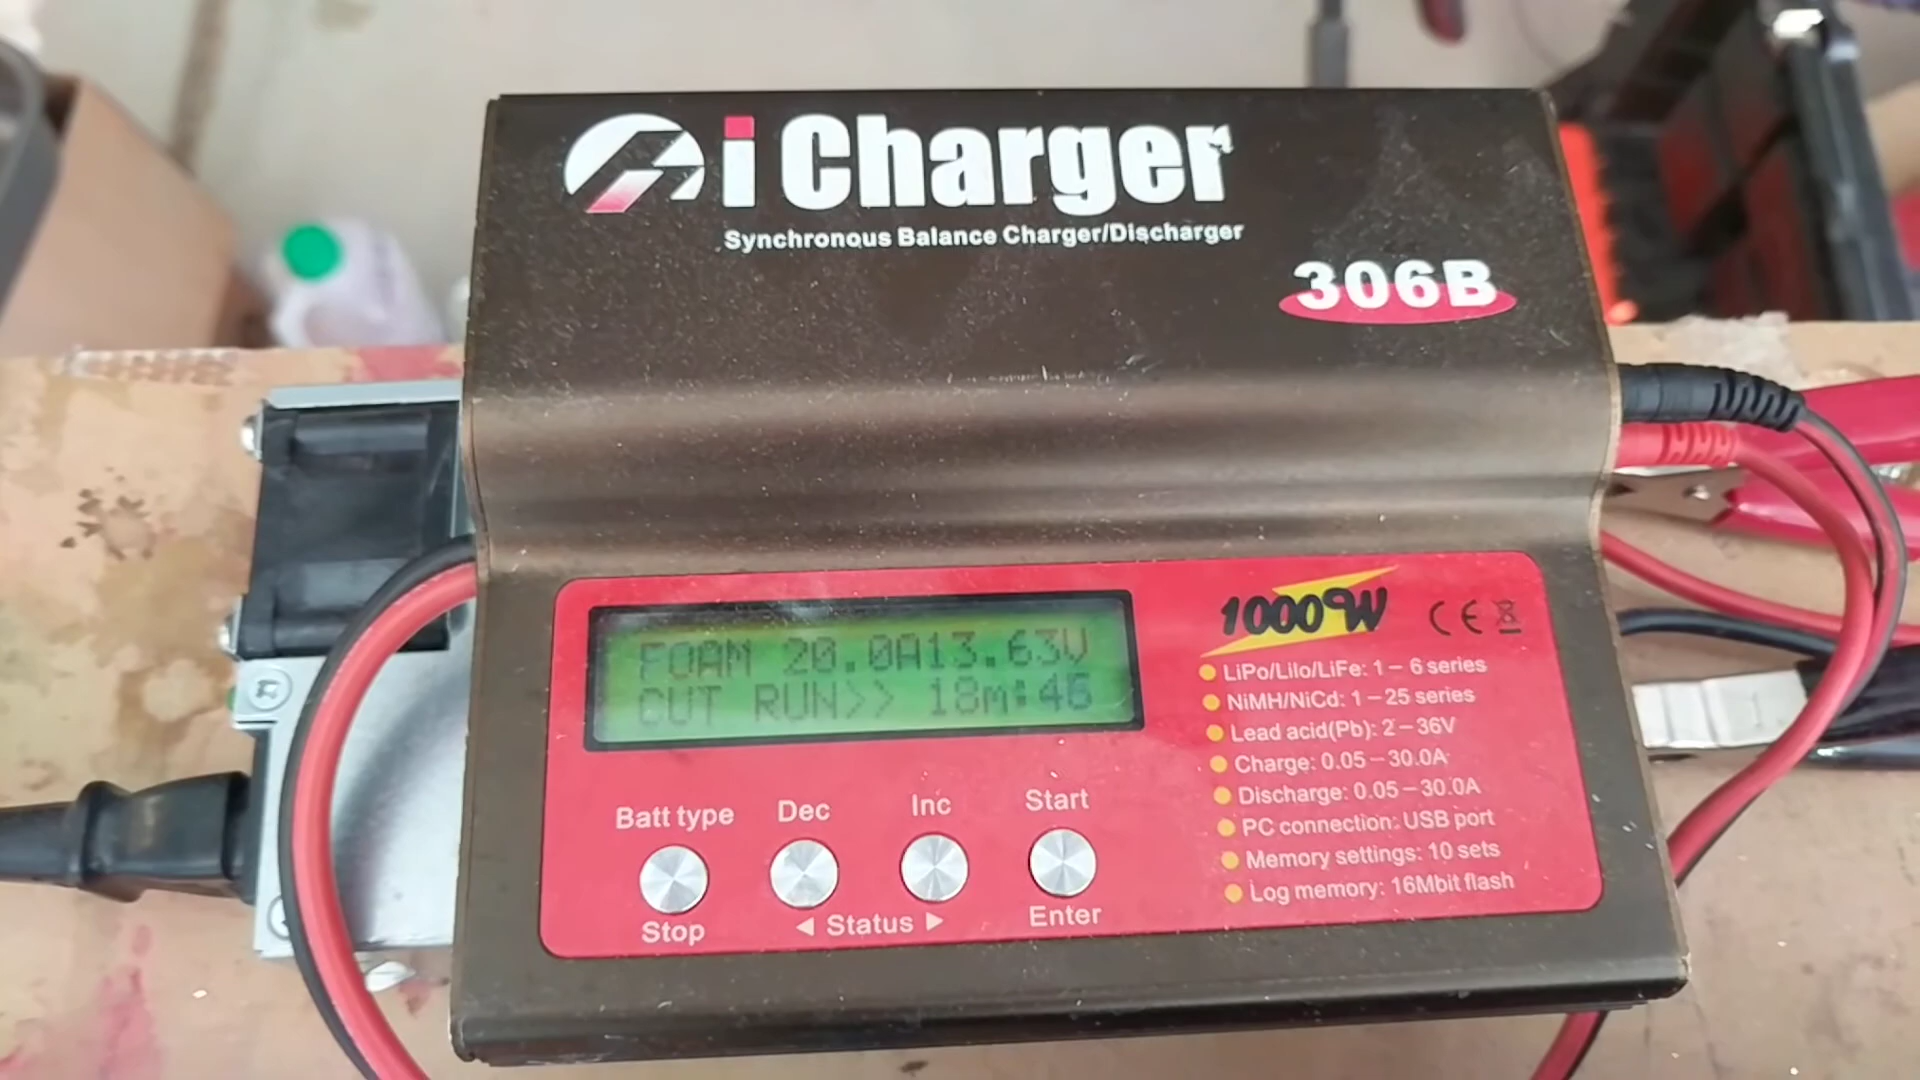 i Charger
Synchronous Balance Charger/Discharger
306B
FOAM 20.0A13.63V
CUT RUN>> 18m:46
1000W
CE
LiPo/LiIo/LiFe: 1 – 6 series
NiMH/NiCd: 1 – 25 series
Lead acid(Pb): 2 – 36V
Charge: 0.05 – 30.0A
Discharge: 0.05 – 30.0A
PC connection: USB port
Memory settings: 10 sets
Log memory: 16Mbit flash
Batt type
Dec
Inc
Start
Stop
◄ Status ►
Enter